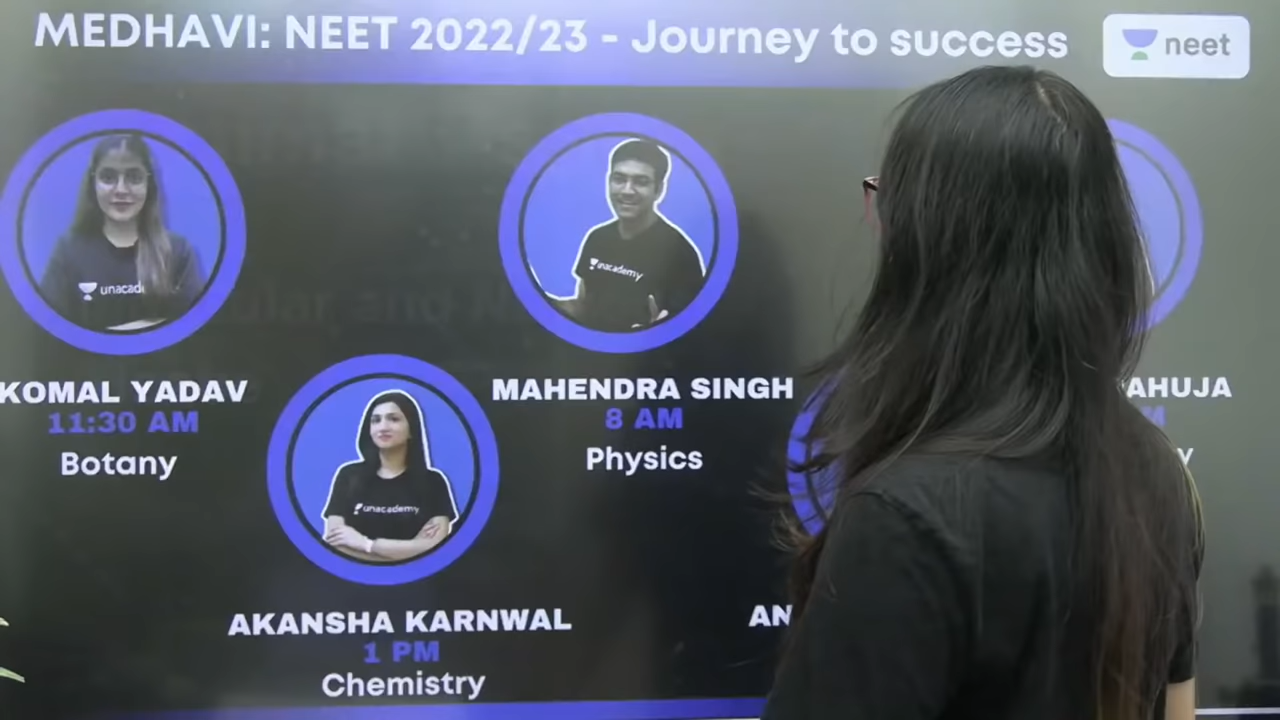 MEDHAVI: NEET 2022/23 - Journey to success
neet
unacad
unacademy
KOMAL YADAV
11:30 AM
Botany
MAHENDRA SINGH
8 AM
Physics
AHUJA
M
y
unacademy
AKANSHA KARNWAL
1 PM
Chemistry
AN